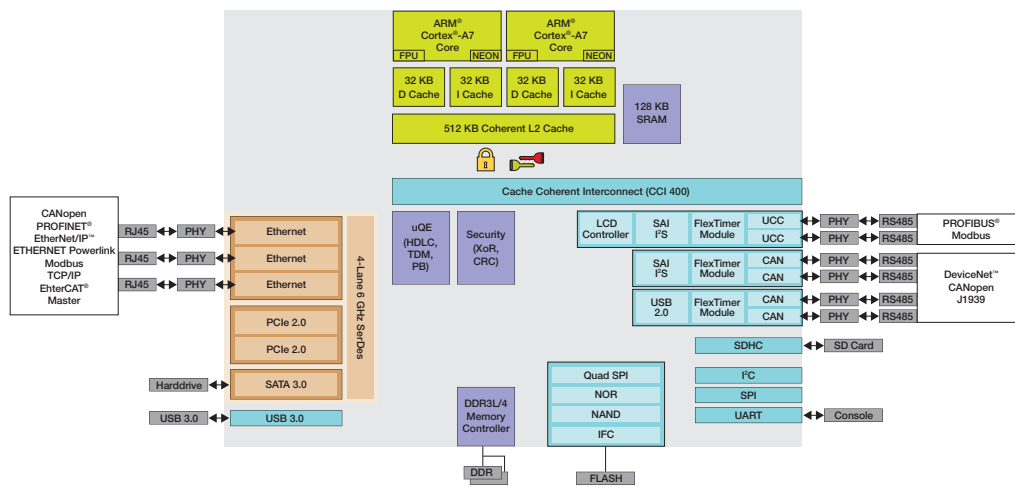 ARM®
Cortex®-A7
Core
FPU
NEON
ARM®
Cortex®-A7
Core
FPU
NEON
32 KB
D Cache
32 KB
I Cache
32 KB
D Cache
32 KB
I Cache
128 KB
SRAM
512 KB Coherent L2 Cache
Cache Coherent Interconnect (CCI 400)
CANopen
PROFINET®
EtherNet/IP™
ETHERNET Powerlink
Modbus
TCP/IP
EhterCAT®
Master
RJ45
PHY
Ethernet
RJ45
PHY
Ethernet
RJ45
PHY
Ethernet
PCIe 2.0
PCIe 2.0
Harddrive
SATA 3.0
4-Lane 6 GHz SerDes
USB 3.0
USB 3.0
uQE
(HDLC,
TDM,
PB)
Security
(XoR,
CRC)
DDR3L/4
Memory
Controller
DDR
LCD
Controller
SAI
I²S
FlexTimer
Module
UCC
UCC
PHY
RS485
PHY
RS485
PROFIBUS®
Modbus
SAI
I²S
FlexTimer
Module
CAN
CAN
PHY
RS485
PHY
RS485
USB
2.0
FlexTimer
Module
CAN
CAN
PHY
RS485
PHY
RS485
DeviceNet™
CANopen
J1939
SDHC
SD Card
I²C
SPI
UART
Console
Quad SPI
NOR
NAND
IFC
FLASH